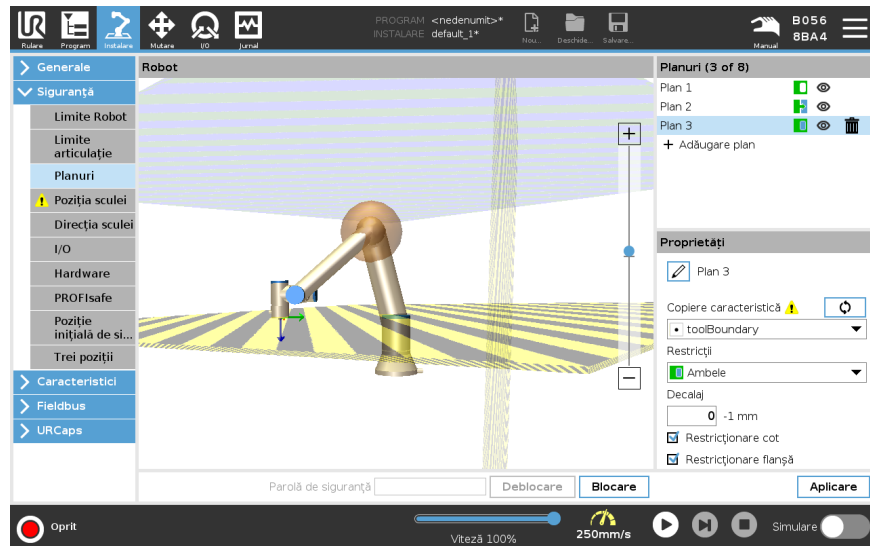 PROGRAM <nedenumit>*
INSTALARE default_1*
Rulare Program Instalare Mutare I/O Jurnal
Nou... Deschide... Salvare...
Manual
B056
8BA4
Generale
Siguranță
Limite Robot
Limite
articulație
Planuri
Poziția sculei
Direcția sculei
I/O
Hardware
PROFIsafe
Poziție
inițială de si...
Trei poziții
Caracteristici
Fieldbus
URCaps
Robot
Planuri (3 of 8)
Plan 1
Plan 2
Plan 3
+ Adăugare plan
Proprietăți
Plan 3
Copiere caracteristică
toolBoundary
Restricții
Ambele
Decalaj
0 -1 mm
Restricționare cot
Restricționare flanșă
Parolă de siguranță Deblocare Blocare Aplicare
Oprit
Viteză 100%
250mm/s
Simulare